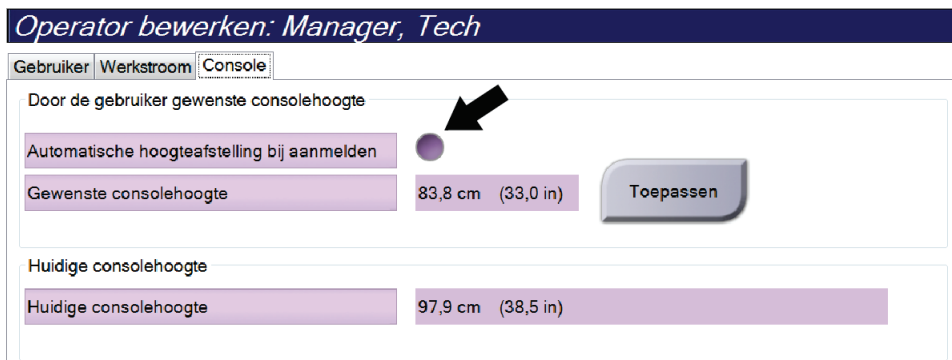 Operator bewerken: Manager, Tech
Gebruiker Werkstroom Console
Door de gebruiker gewenste consolehoogte
Automatische hoogteafstelling bij aanmelden
Gewenste consolehoogte 83,8 cm (33,0 in) Toepassen
Huidige consolehoogte
Huidige consolehoogte 97,9 cm (38,5 in)